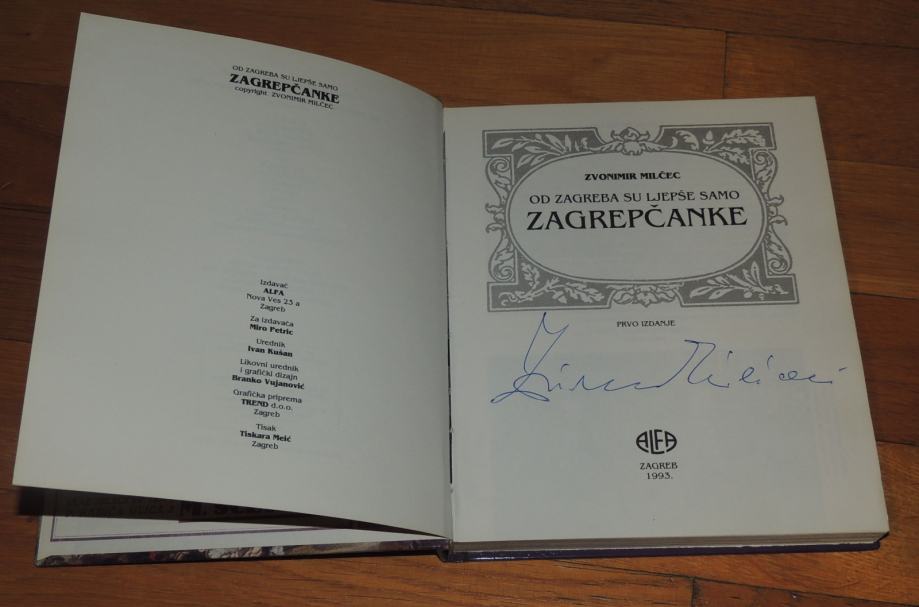 OD ZAGREBA SU LJEPŠE SAMO
ZAGREPČANKE
copyright ZVONIMIR MILČEC
Izdavač
ALFA
Nova Ves 23 a
Zagreb
Za izdavača
Miro Petric
Urednik
Ivan Kušan
Likovni urednik
i grafički dizajn
Branko Vujanović
Grafička priprema
TREND d.o.o.
Zagreb
Tisak
Tiskara Meić
Zagreb
ZVONIMIR MILČEC
OD ZAGREBA SU LJEPŠE SAMO
ZAGREPČANKE
PRVO IZDANJE
ALFA
ZAGREB
1993.